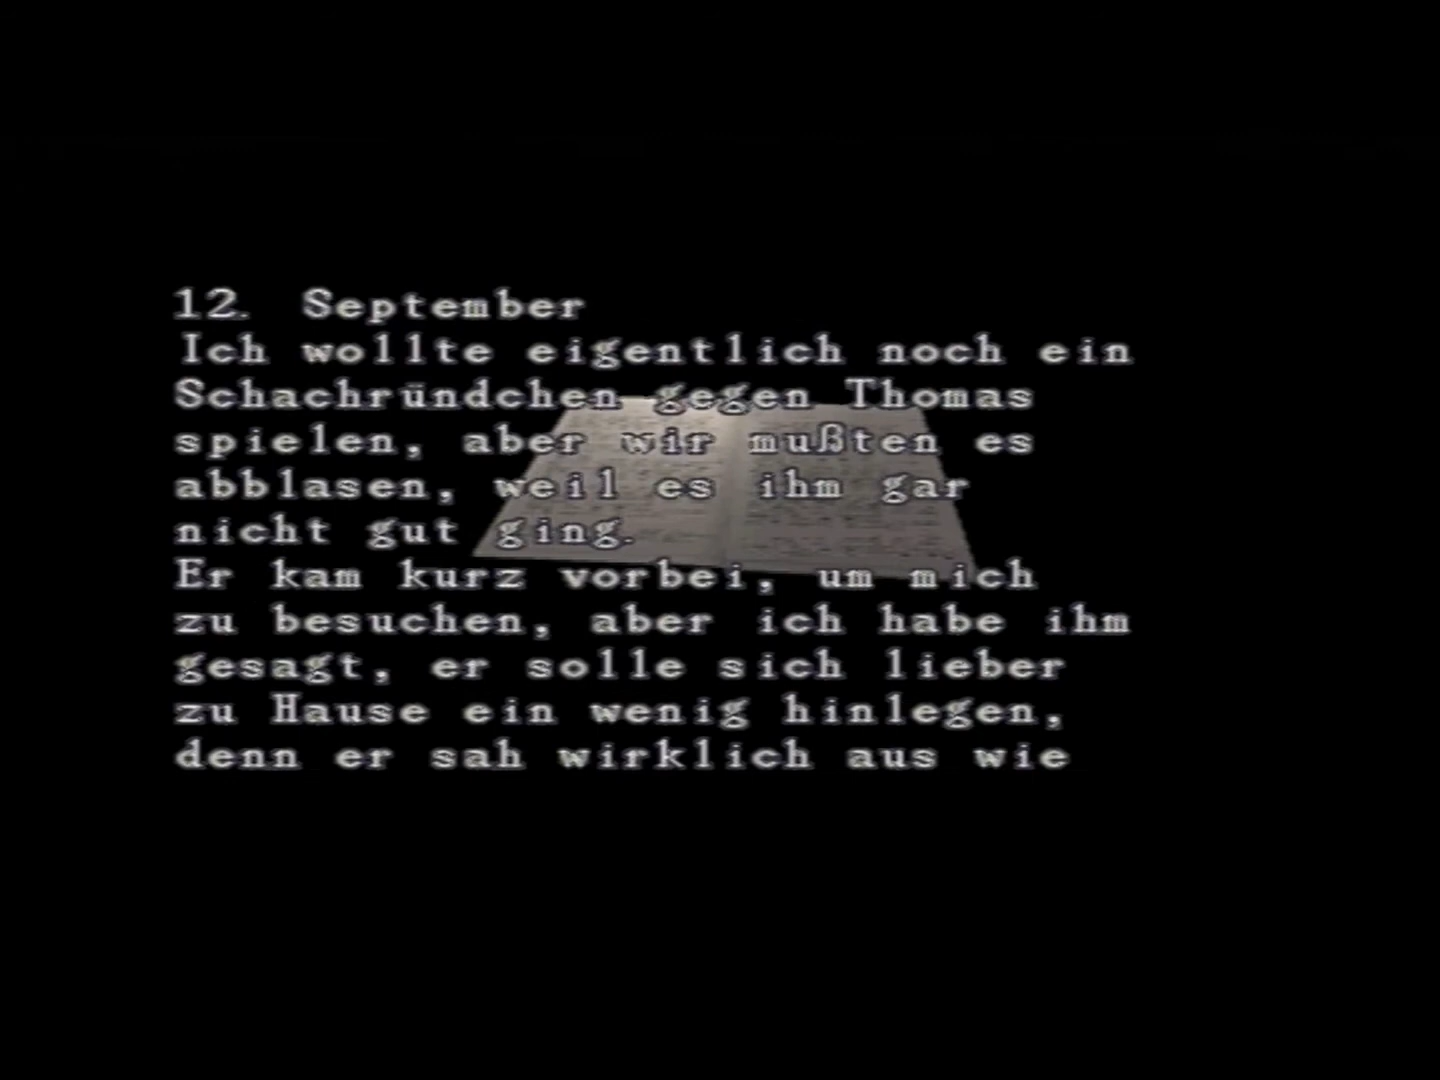 12. September
Ich wollte eigentlich noch ein
Schachründchen gegen Thomas
spielen, aber wir mußten es
abblasen, weil es ihm gar
nicht gut ging.
Er kam kurz vorbei, um mich
zu besuchen, aber ich habe ihm
gesagt, er solle sich lieber
zu Hause ein wenig hinlegen,
denn er sah wirklich aus wie